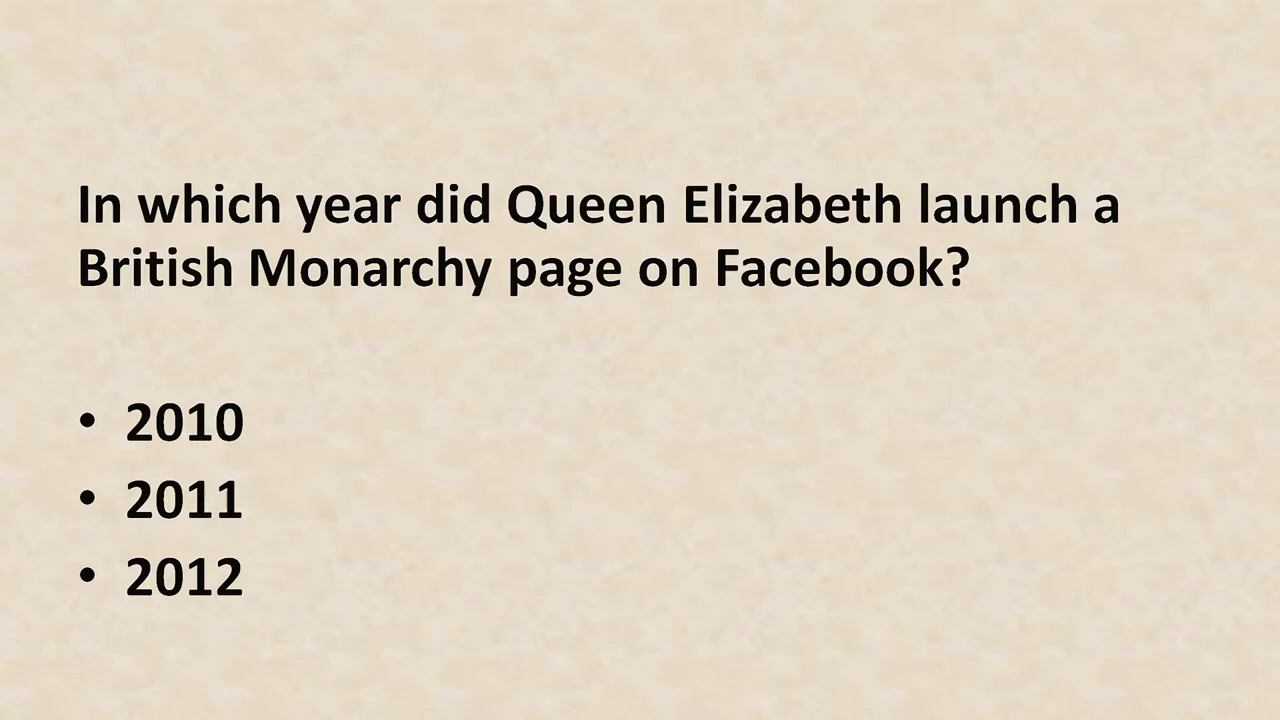 In which year did Queen Elizabeth launch a
British Monarchy page on Facebook?
• 2010
• 2011
• 2012